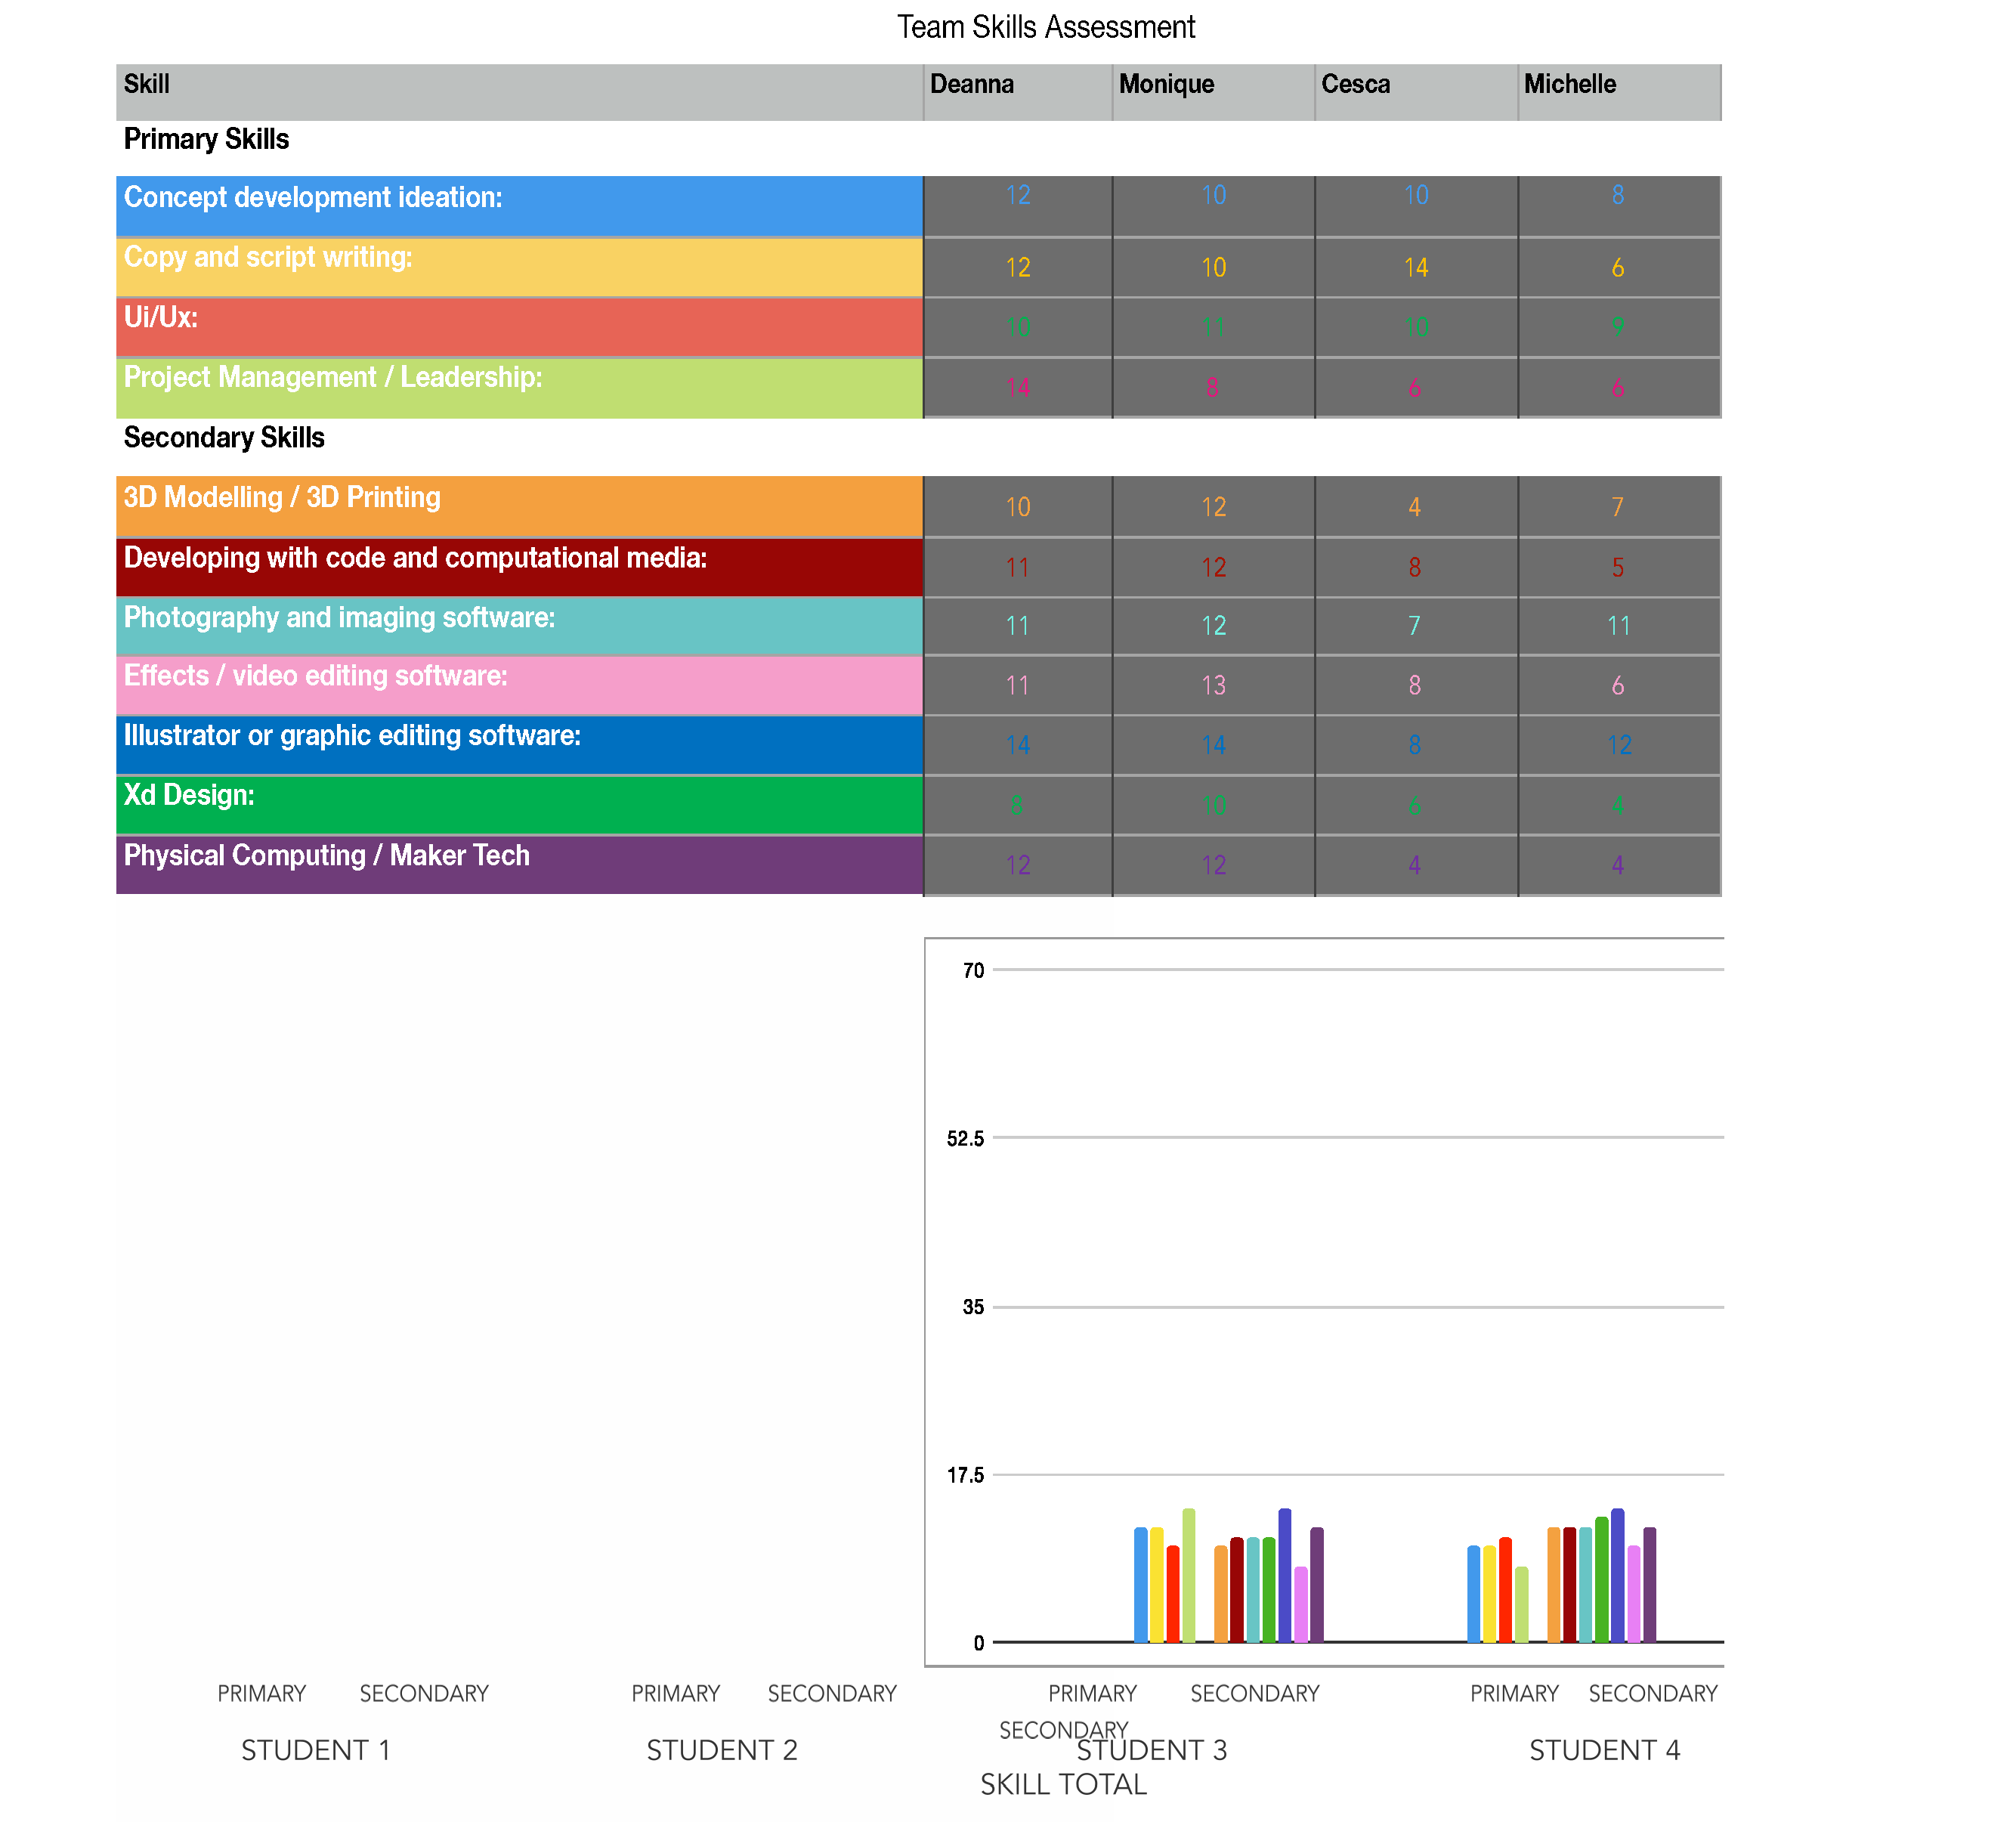 Team Skills Assessment
Skill Deanna Monique Cesca Michelle
Primary Skills
Concept development ideation: 12 10 10 8
Copy and script writing: 12 10 14 6
Ui/Ux: 10 11 10 9
Project Management / Leadership: 14 8 6 6
Secondary Skills
3D Modelling / 3D Printing 10 12 4 7
Developing with code and computational media: 11 12 8 5
Photography and imaging software: 11 12 7 11
Effects / video editing software: 11 13 8 6
Illustrator or graphic editing software: 14 14 8 12
Xd Design: 8 10 6 4
Physical Computing / Maker Tech 12 12 4 4
70
52.5
35
17.5
0
PRIMARY SECONDARY PRIMARY SECONDARY PRIMARY SECONDARY PRIMARY SECONDARY
SECONDARY
STUDENT 1 STUDENT 2 STUDENT 3 STUDENT 4
SKILL TOTAL